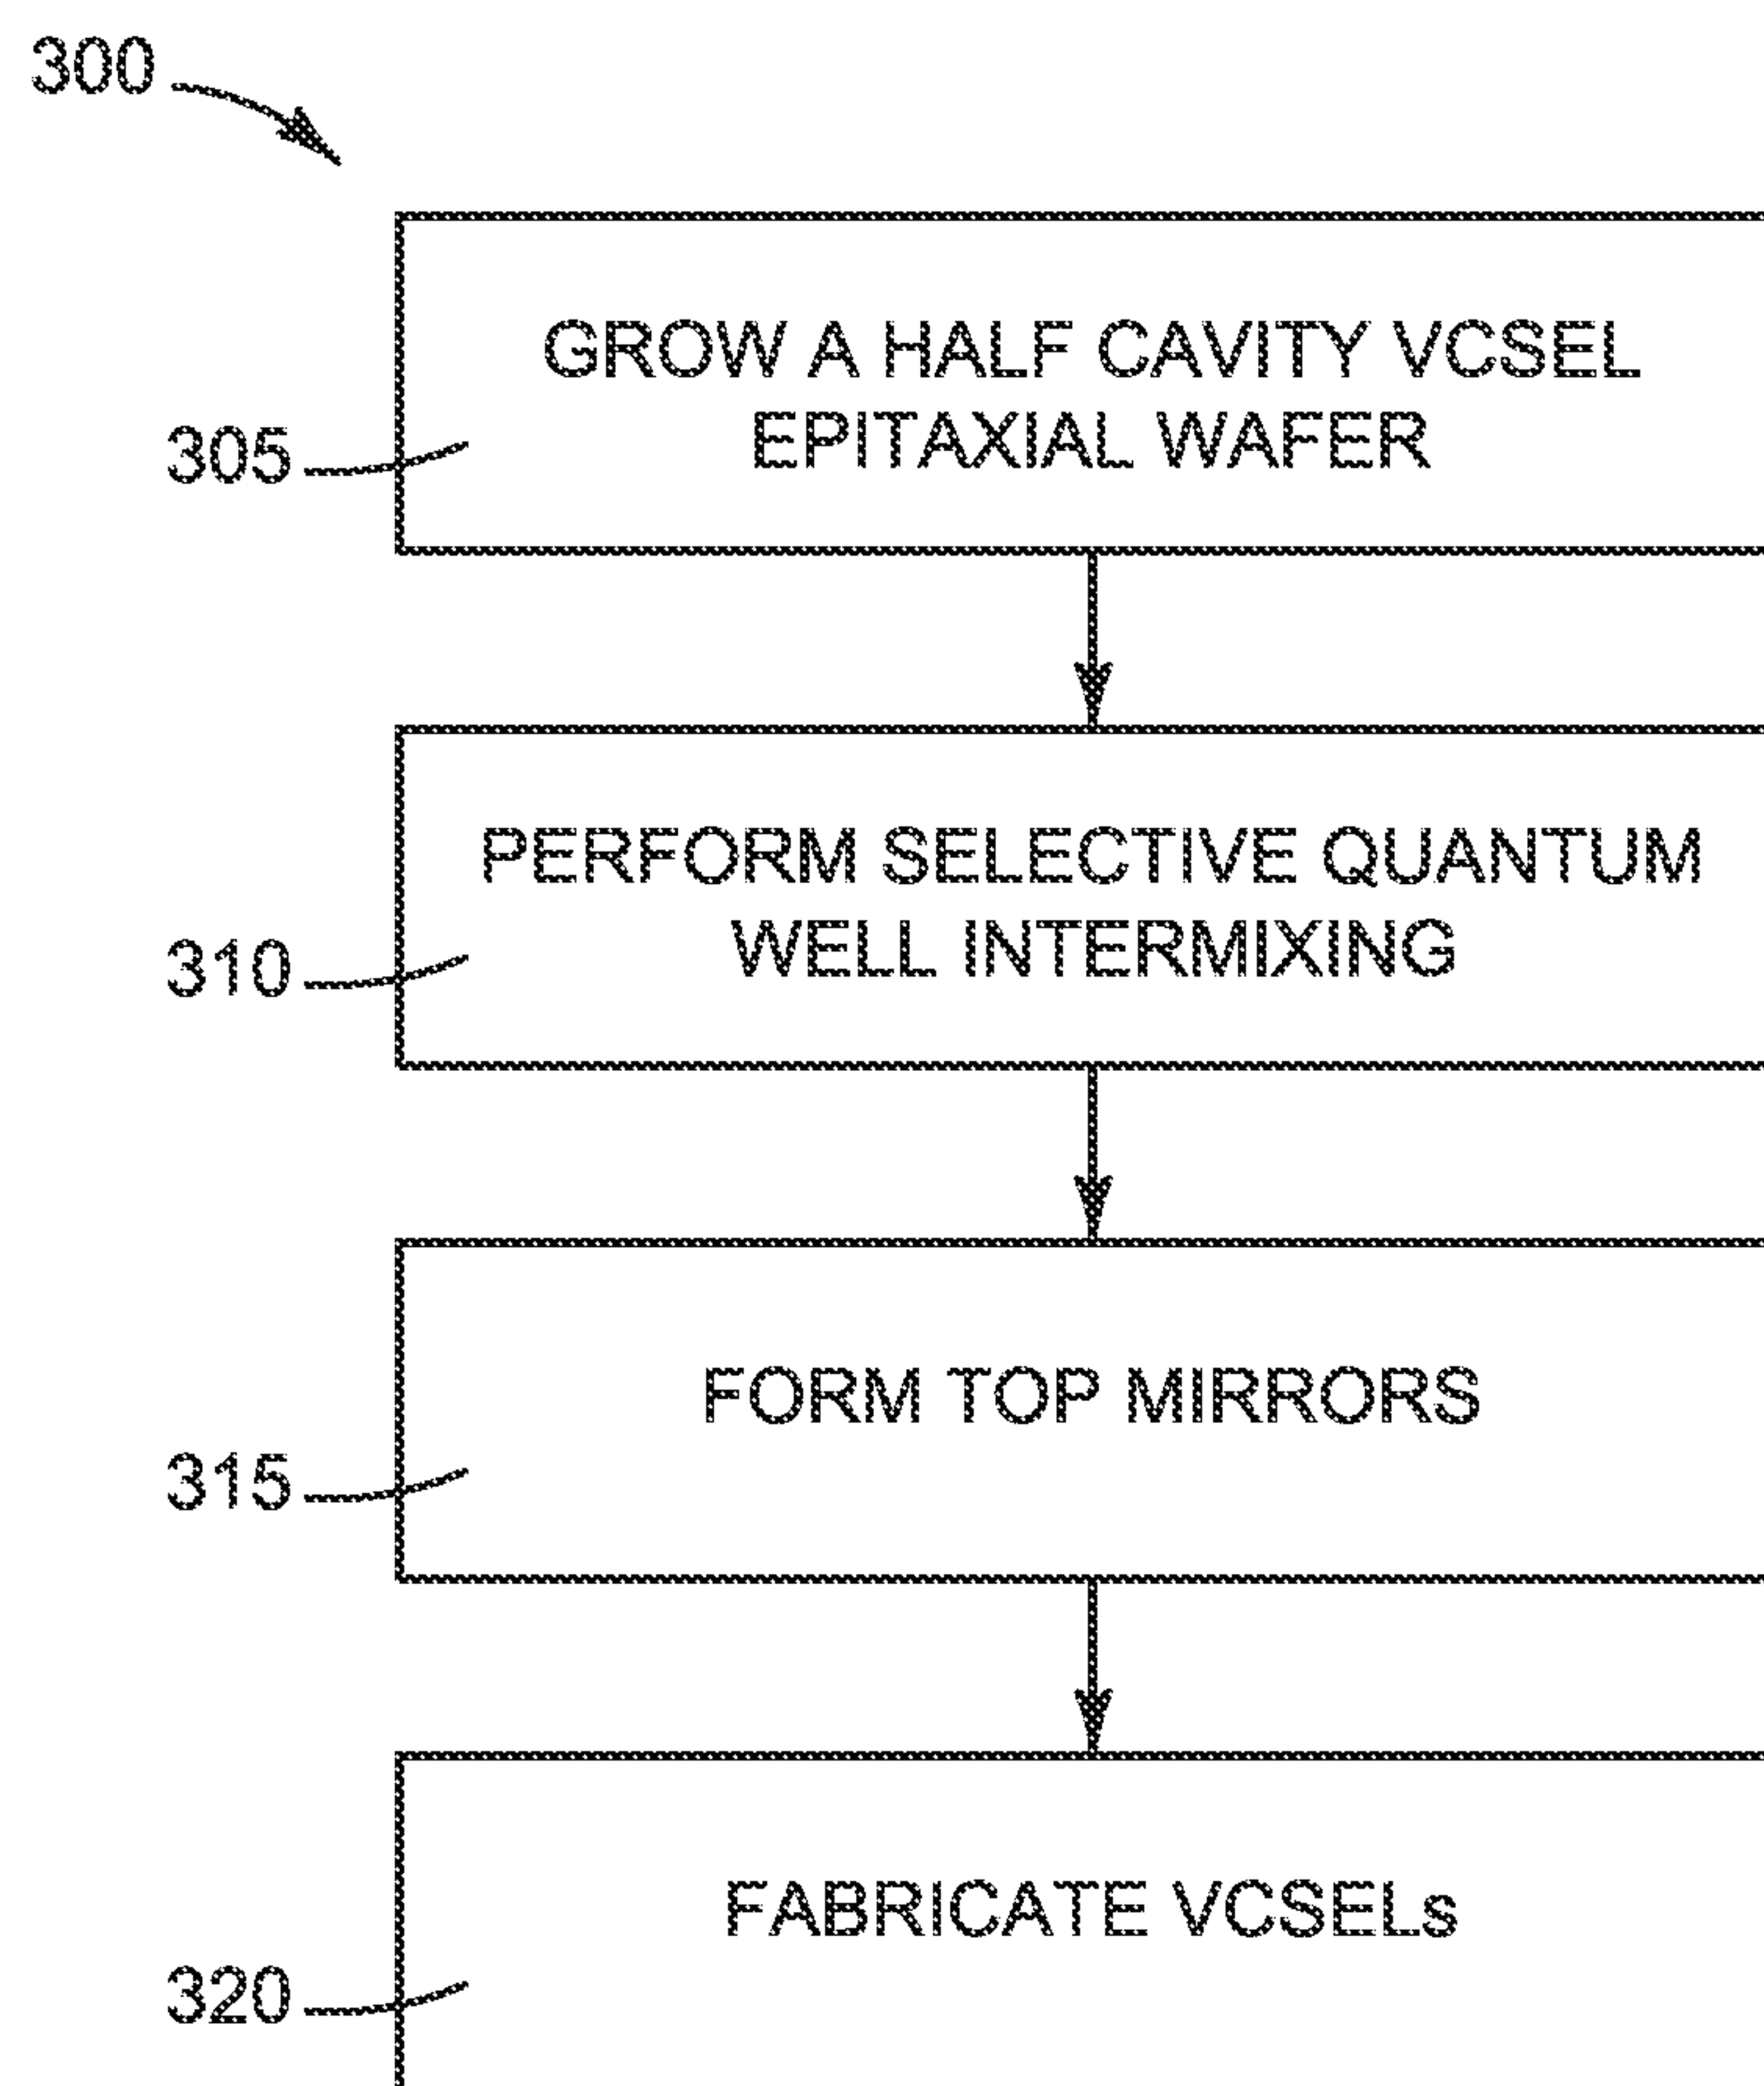 300
GROW A HALF CAVITY VCSEL
EPITAXIAL WAFER
305
PERFORM SELECTIVE QUANTUM
WELL INTERMIXING
310
FORM TOP MIRRORS
315
FABRICATE VCSELs
320